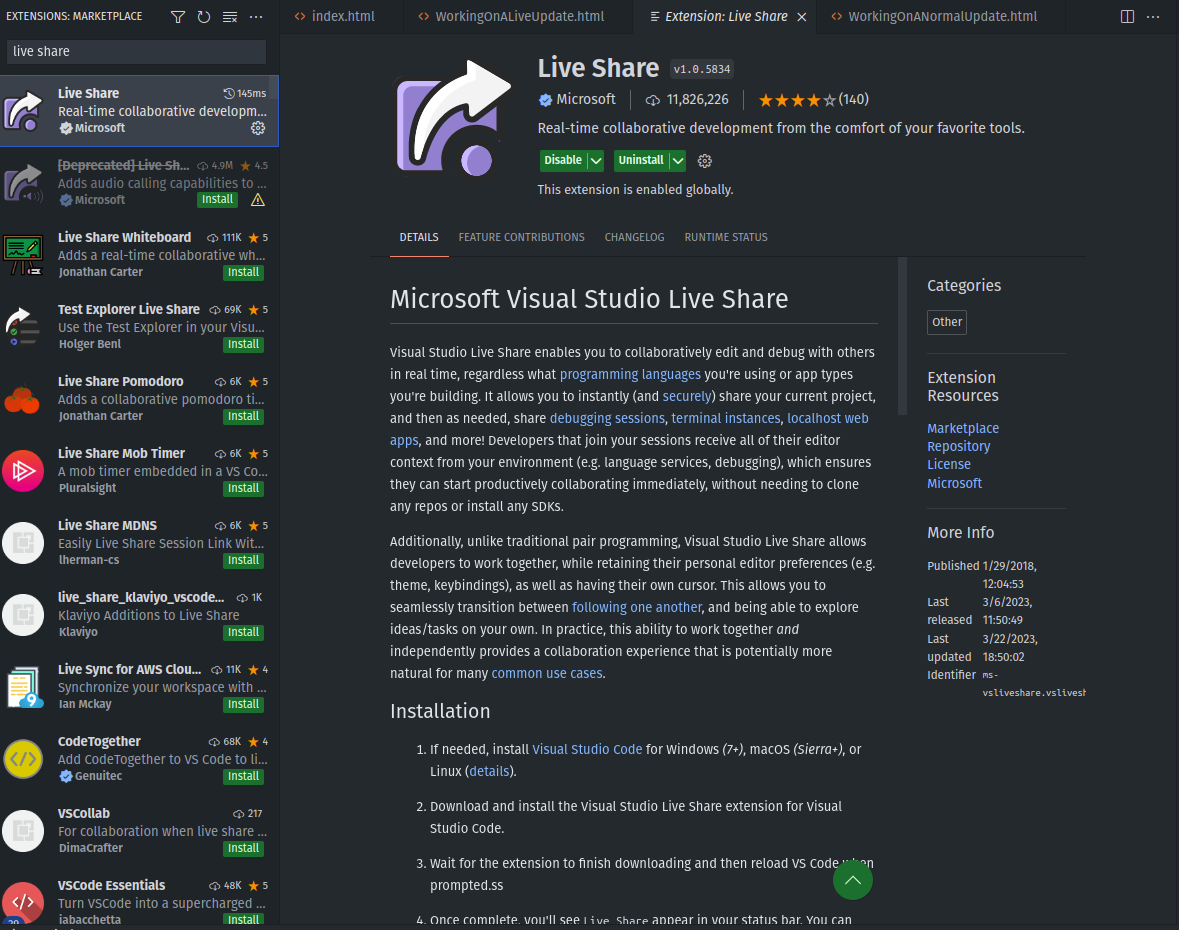 EXTENSIONS: MARKETPLACE
live share
Live Share 145ms
Real-time collaborative developm...
Microsoft
[Deprecated] Live Sh... 4.9M 4.5
Adds audio calling capabilities to ...
Microsoft Install
Live Share Whiteboard 111K 5
Adds a real-time collaborative wh...
Jonathan Carter Install
Test Explorer Live Share 69K 5
Use the Test Explorer in your Visu...
Holger Benl Install
Live Share Pomodoro 6K 5
Adds a collaborative pomodoro ti...
Jonathan Carter Install
Live Share Mob Timer 6K 5
A mob timer embedded in a VS Co...
Pluralsight Install
Live Share MDNS 6K 5
Easily Live Share Session Link Wit...
lherman-cs Install
live_share_klaviyo_vscode... 1K
Klaviyo Additions to Live Share
Klaviyo Install
Live Sync for AWS Clou... 11K 4
Synchronize your workspace with ...
Ian Mckay Install
CodeTogether 68K 4
Add CodeTogether to VS Code to li...
Genuitec Install
VSCollab 217
For collaboration when live share ...
DimaCrafter Install
VSCode Essentials 48K 5
Turn VSCode into a supercharged ...
jabacchetta Install
index.html
WorkingOnALiveUpdate.html
Extension: Live Share
WorkingOnANormalUpdate.html
Live Share v1.0.5834
Microsoft 11,826,226 (140)
Real-time collaborative development from the comfort of your favorite tools.
Disable Uninstall
This extension is enabled globally.
DETAILS FEATURE CONTRIBUTIONS CHANGELOG RUNTIME STATUS
Microsoft Visual Studio Live Share
Visual Studio Live Share enables you to collaboratively edit and debug with others
in real time, regardless what programming languages you're using or app types
you're building. It allows you to instantly (and securely) share your current project,
and then as needed, share debugging sessions, terminal instances, localhost web
apps, and more! Developers that join your sessions receive all of their editor
context from your environment (e.g. language services, debugging), which ensures
they can start productively collaborating immediately, without needing to clone
any repos or install any SDKs.
Additionally, unlike traditional pair programming, Visual Studio Live Share allows
developers to work together, while retaining their personal editor preferences (e.g.
theme, keybindings), as well as having their own cursor. This allows you to
seamlessly transition between following one another, and being able to explore
ideas/tasks on your own. In practice, this ability to work together and
independently provides a collaboration experience that is potentially more
natural for many common use cases.
Installation
1. If needed, install Visual Studio Code for Windows (7+), macOS (Sierra+), or
Linux (details).
2. Download and install the Visual Studio Live Share extension for Visual
Studio Code.
3. Wait for the extension to finish downloading and then reload VS Code when
prompted.ss
4. Once complete, you'll see Live Share appear in your status bar. You can
Categories
Other
Extension
Resources
Marketplace
Repository
License
Microsoft
More Info
Published 1/29/2018,
12:04:53
Last 3/6/2023,
released 11:50:49
Last 3/22/2023,
updated 18:50:02
Identifier ms-
vsliveshare.vslivesh